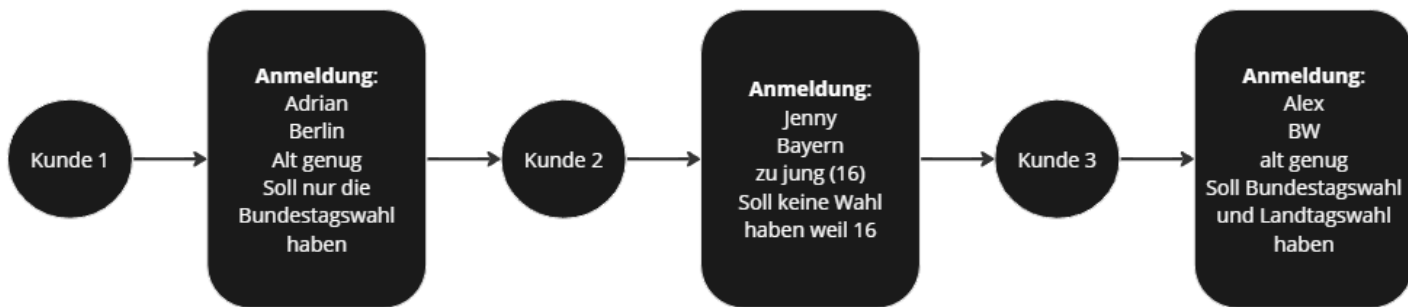 Kunde 1
Anmeldung:
Adrian
Berlin
Alt genug
Soll nur die
Bundestagswahl
haben
Kunde 2
Anmeldung:
Jenny
Bayern
zu jung (16)
Soll keine Wahl
haben weil 16
Kunde 3
Anmeldung:
Alex
BW
alt genug
Soll Bundestagswahl
und Landtagswahl
haben